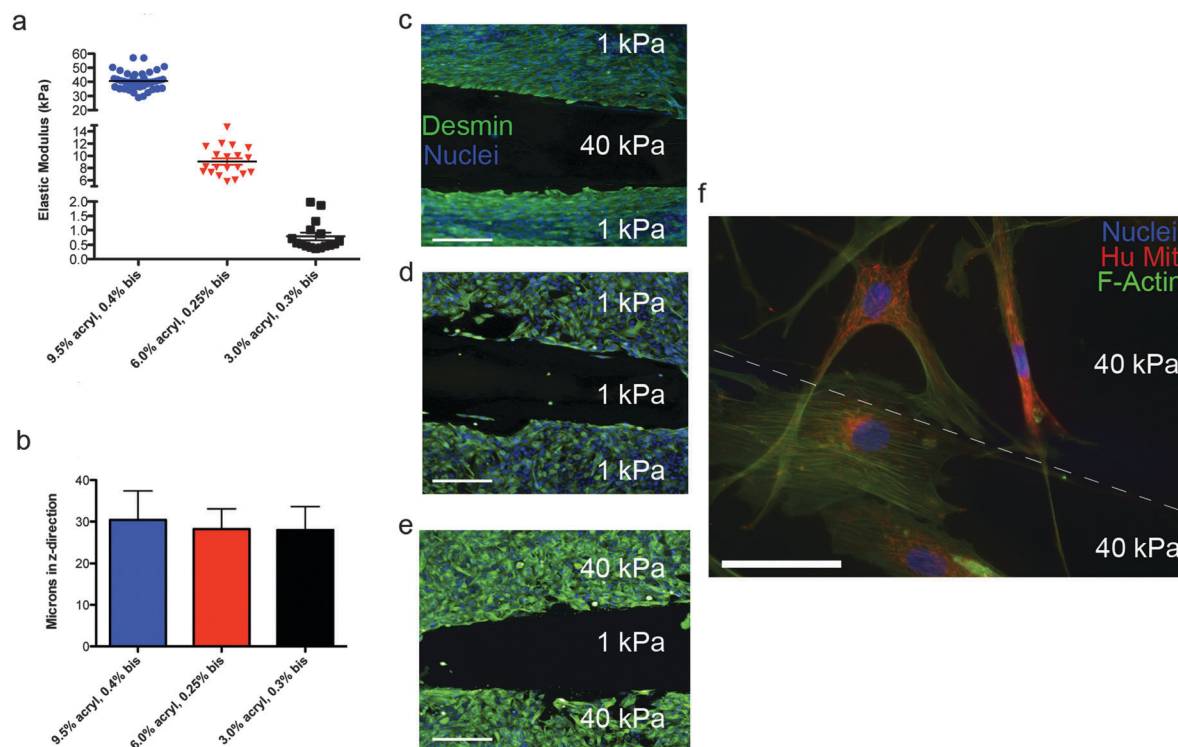 a
Elastic Modulus (kPa)
60
50
40
30
20
10
14
12
10
8
6
5
2.0
1.5
1.0
0.5
0.0
9.5% acryl, 0.4% bis
6.0% acryl, 0.25% bis
3.0% acryl, 0.3% bis
b
Microns in z-direction
40
30
20
10
0
9.5% acryl, 0.4% bis
6.0% acryl, 0.25% bis
3.0% acryl, 0.3% bis
c
1 kPa
Desmin
Nuclei
40 kPa
1 kPa
d
1 kPa
1 kPa
1 kPa
e
40 kPa
1 kPa
40 kPa
f
Nuclei
Hu Mit
F-Actin
40 kPa
40 kPa